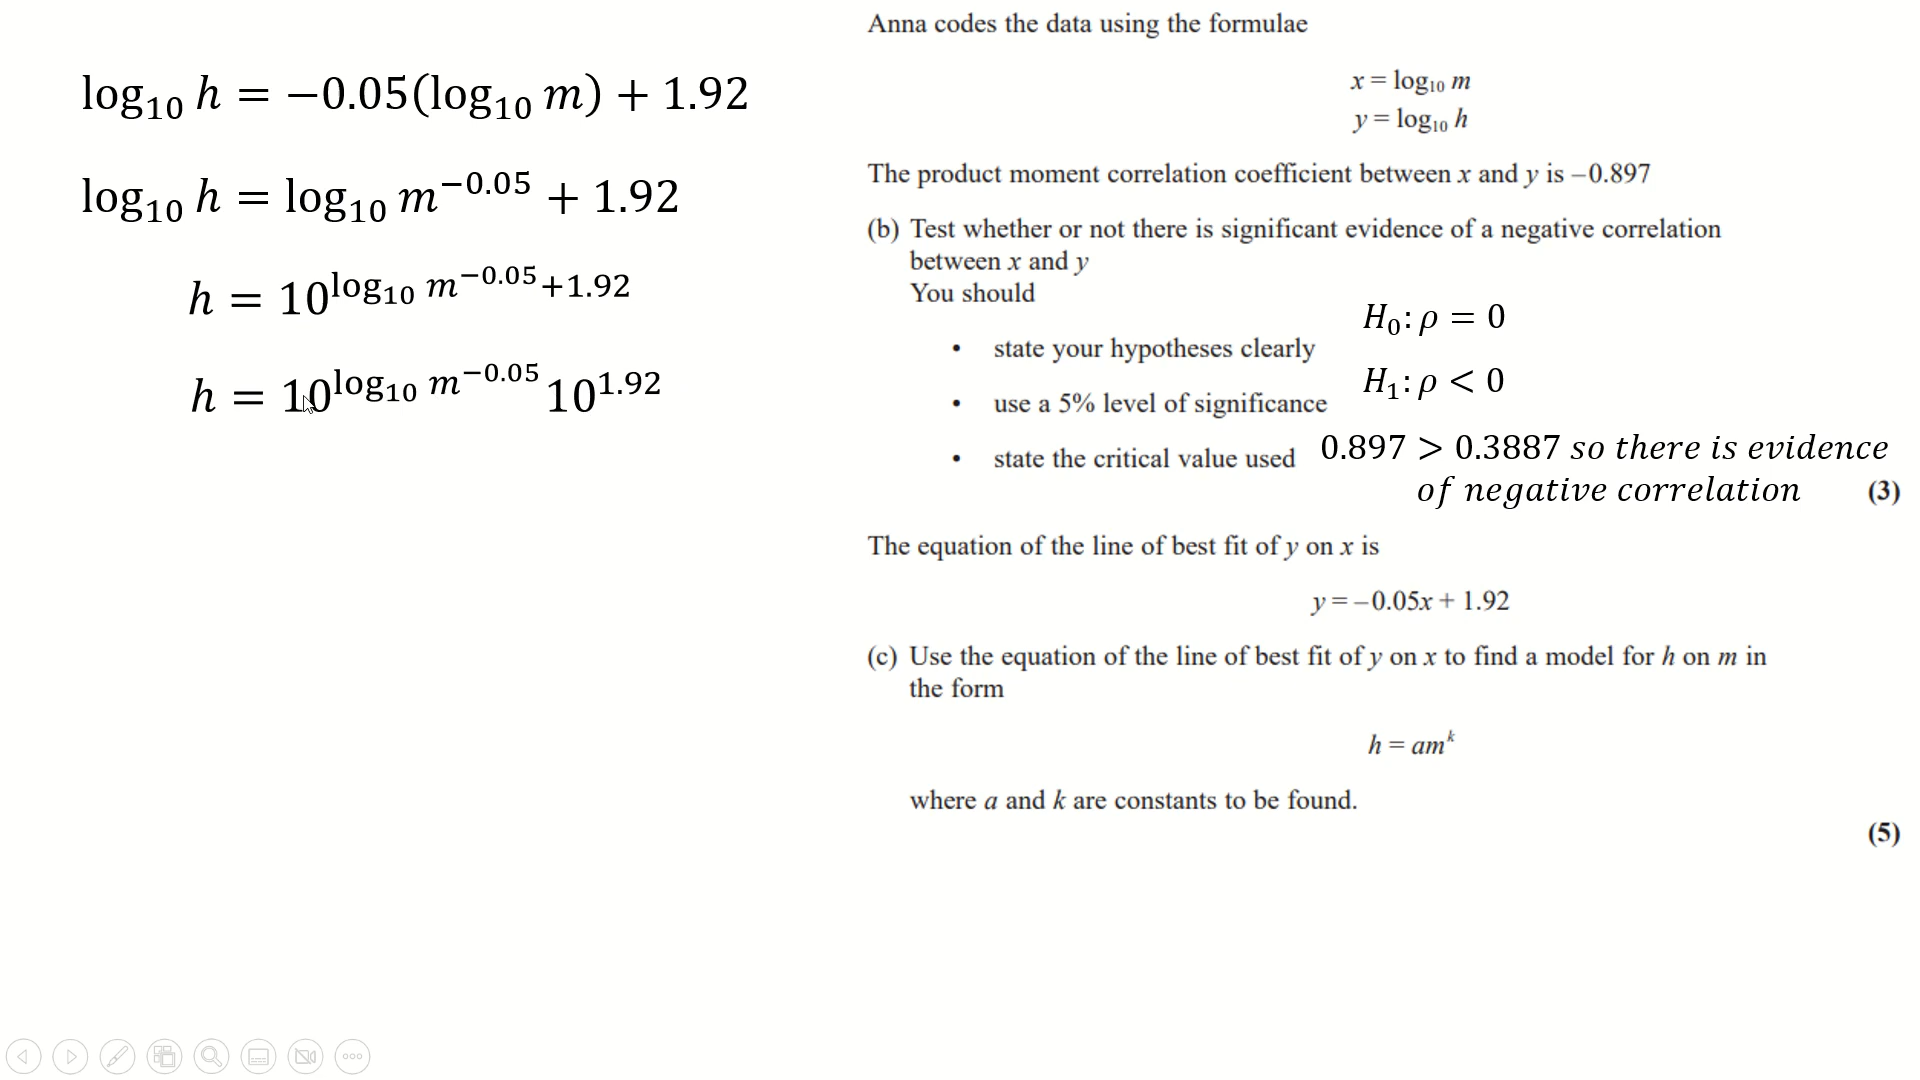 log₁₀ h = −0.05(log₁₀ m) + 1.92
log₁₀ h = log₁₀ m⁻⁰·⁰⁵ + 1.92
h = 10^(log₁₀ m^(−0.05)+1.92)
h = 10^(log₁₀ m^(−0.05)) 10^(1.92)
Anna codes the data using the formulae
x = log₁₀ m
y = log₁₀ h
The product moment correlation coefficient between x and y is –0.897
(b) Test whether or not there is significant evidence of a negative correlation
between x and y
You should
• state your hypotheses clearly
H₀: ρ = 0
H₁: ρ < 0
• use a 5% level of significance
• state the critical value used
0.897 > 0.3887 so there is evidence
of negative correlation
(3)
The equation of the line of best fit of y on x is
y = –0.05x + 1.92
(c) Use the equation of the line of best fit of y on x to find a model for h on m in
the form
h = amᵏ
where a and k are constants to be found.
(5)